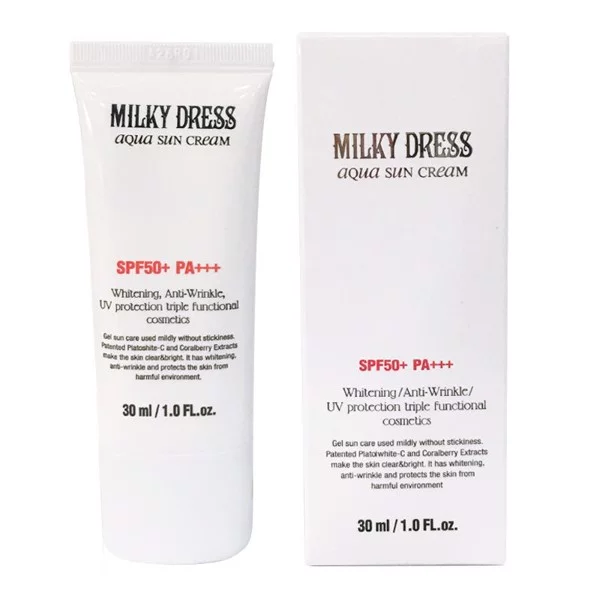 MILKY DRESS
aQUa SUN CReaM
SPF50+ PA+++
Whitening, Anti-Wrinkle,
UV protection triple functional
cosmetics
Gel sun care used mildly without stickiness.
Patented Platoshite-C and Coralberry Extracts
make the skin clear&bright. It has whitening,
anti-wrinkle and protects the skin from
harmful environment.
30 ml / 1.0 FL.oz.
MILKY DRESS
aQUa SUN CReaM
SPF50+ PA+++
Whitening/Anti-Wrinkle/
UV protection triple functional
cosmetics
Gel sun care used mildly without stickiness.
Patented Platolwhite-C and Coralberry Extracts
make the skin clear&bright. It has whitening,
anti-wrinkle and protects the skin from
harmful environment
30 ml / 1.0 FL.oz.